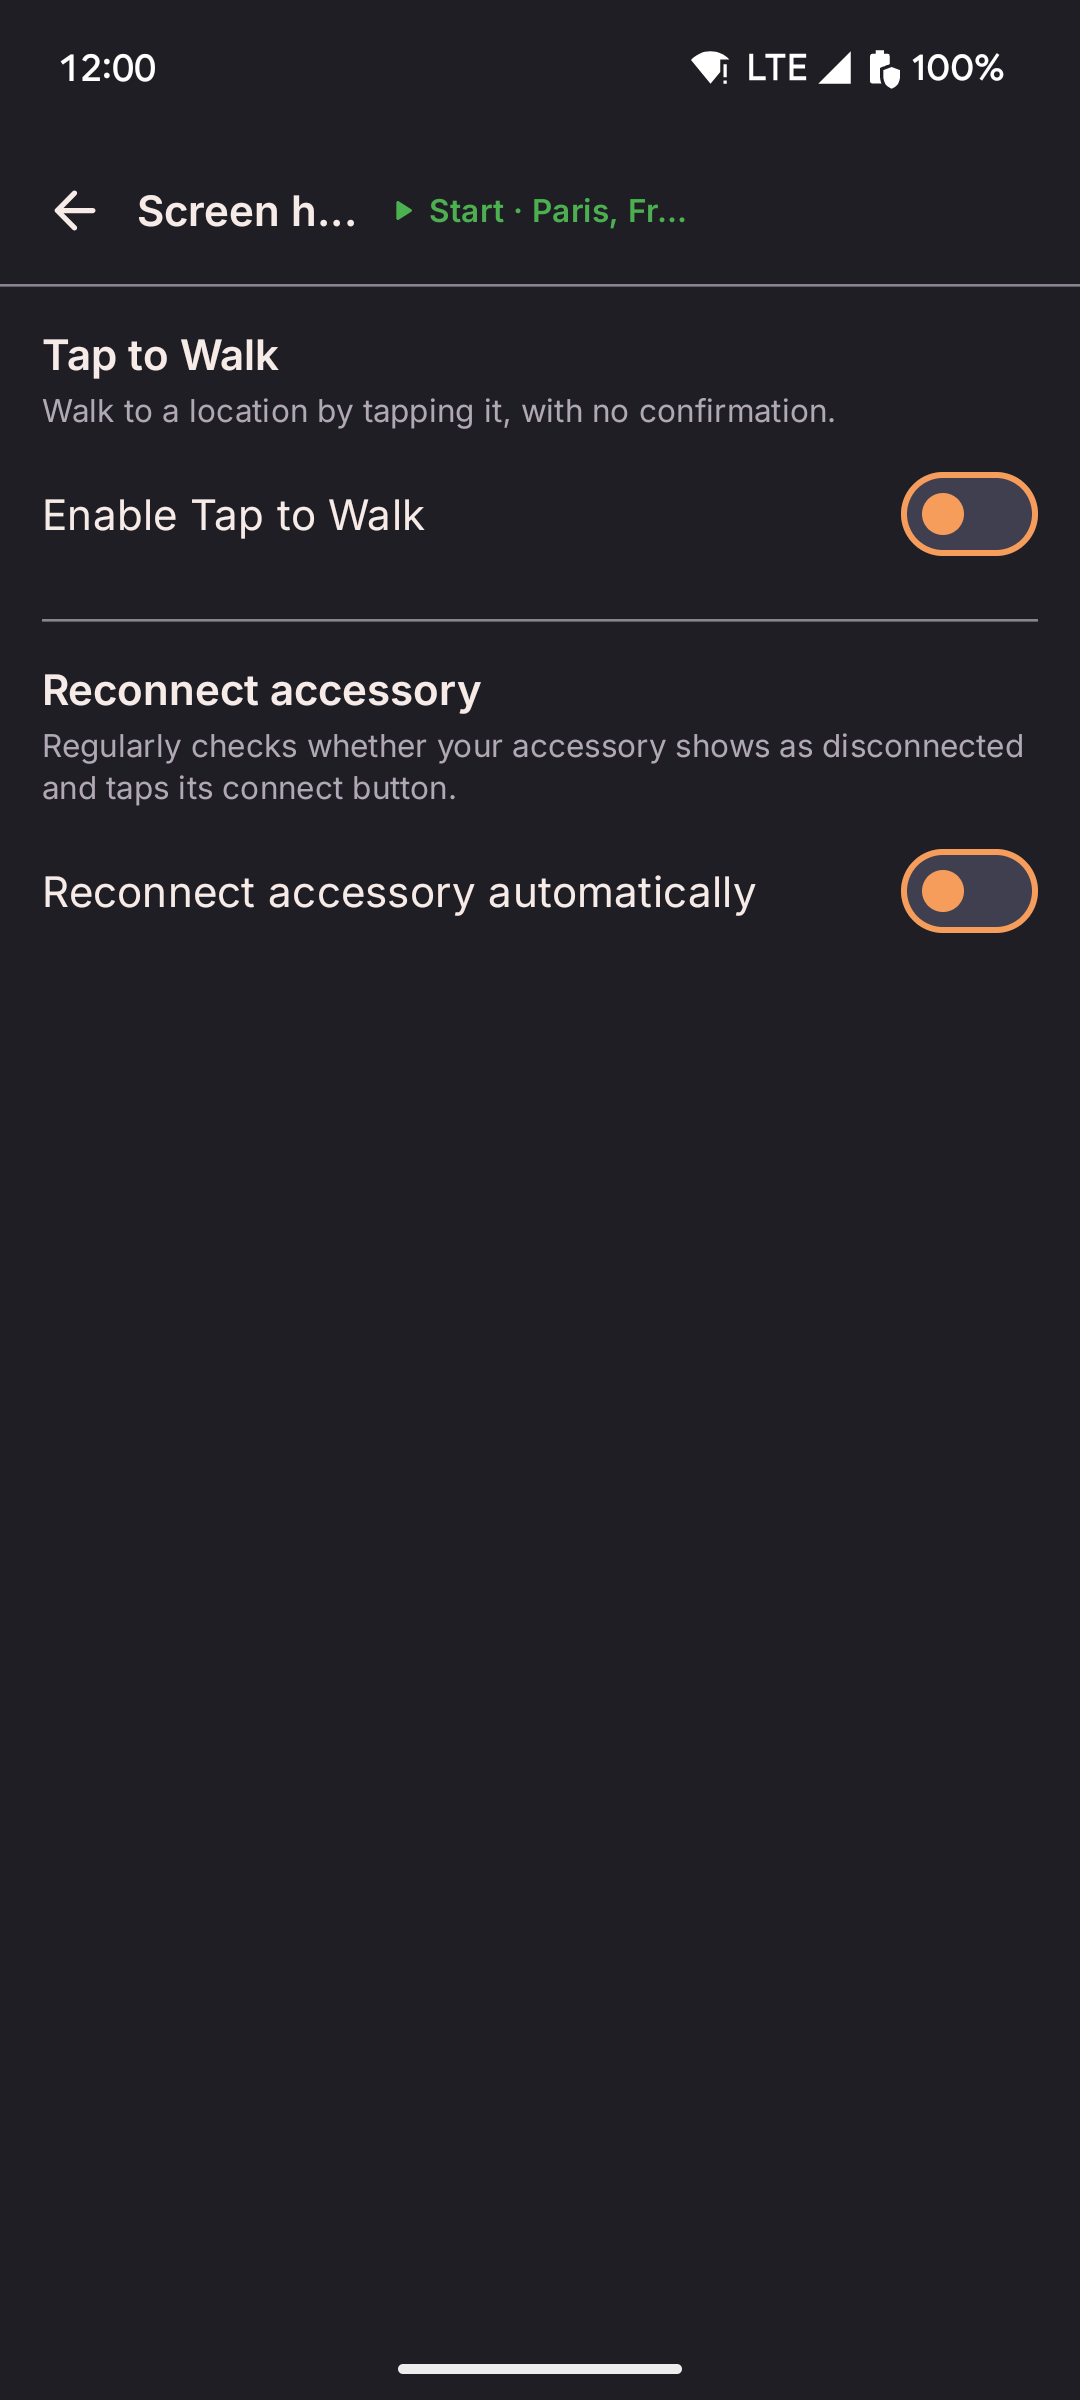 12:00
LTE 100%
Screen h...
Start · Paris, Fr...
Tap to Walk
Walk to a location by tapping it, with no confirmation.
Enable Tap to Walk
Reconnect accessory
Regularly checks whether your accessory shows as disconnected
and taps its connect button.
Reconnect accessory automatically